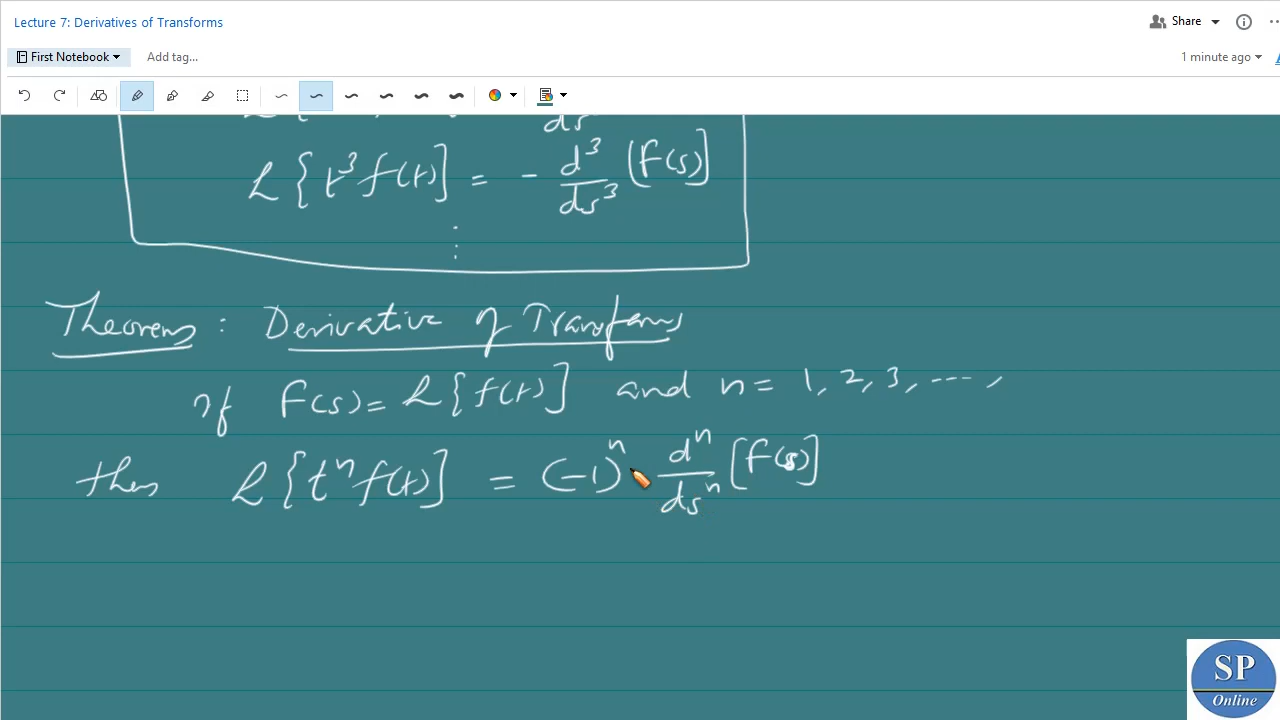 Lecture 7: Derivatives of Transforms
Share
First Notebook
Add tag...
1 minute ago
ds
L{t³f(t)} = - d³/ds³ [F(s)]
⋮
Theorem : Derivative of Transforms
If F(s) = L{f(t)} and n = 1, 2, 3, ----,
then L{tⁿf(t)} = (-1)ⁿ dⁿ/dsⁿ [F(s)]
SP
Online